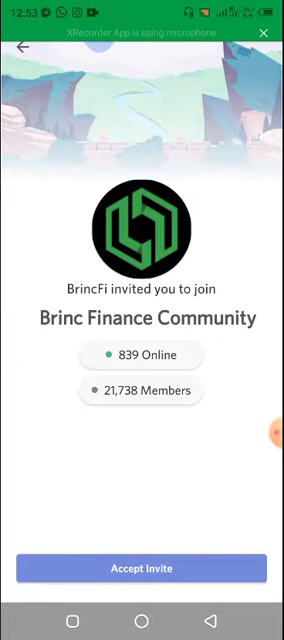 12:53
XRecorder App is using microphone
BrincFi invited you to join
Brinc Finance Community
839 Online
21,738 Members
Accept Invite